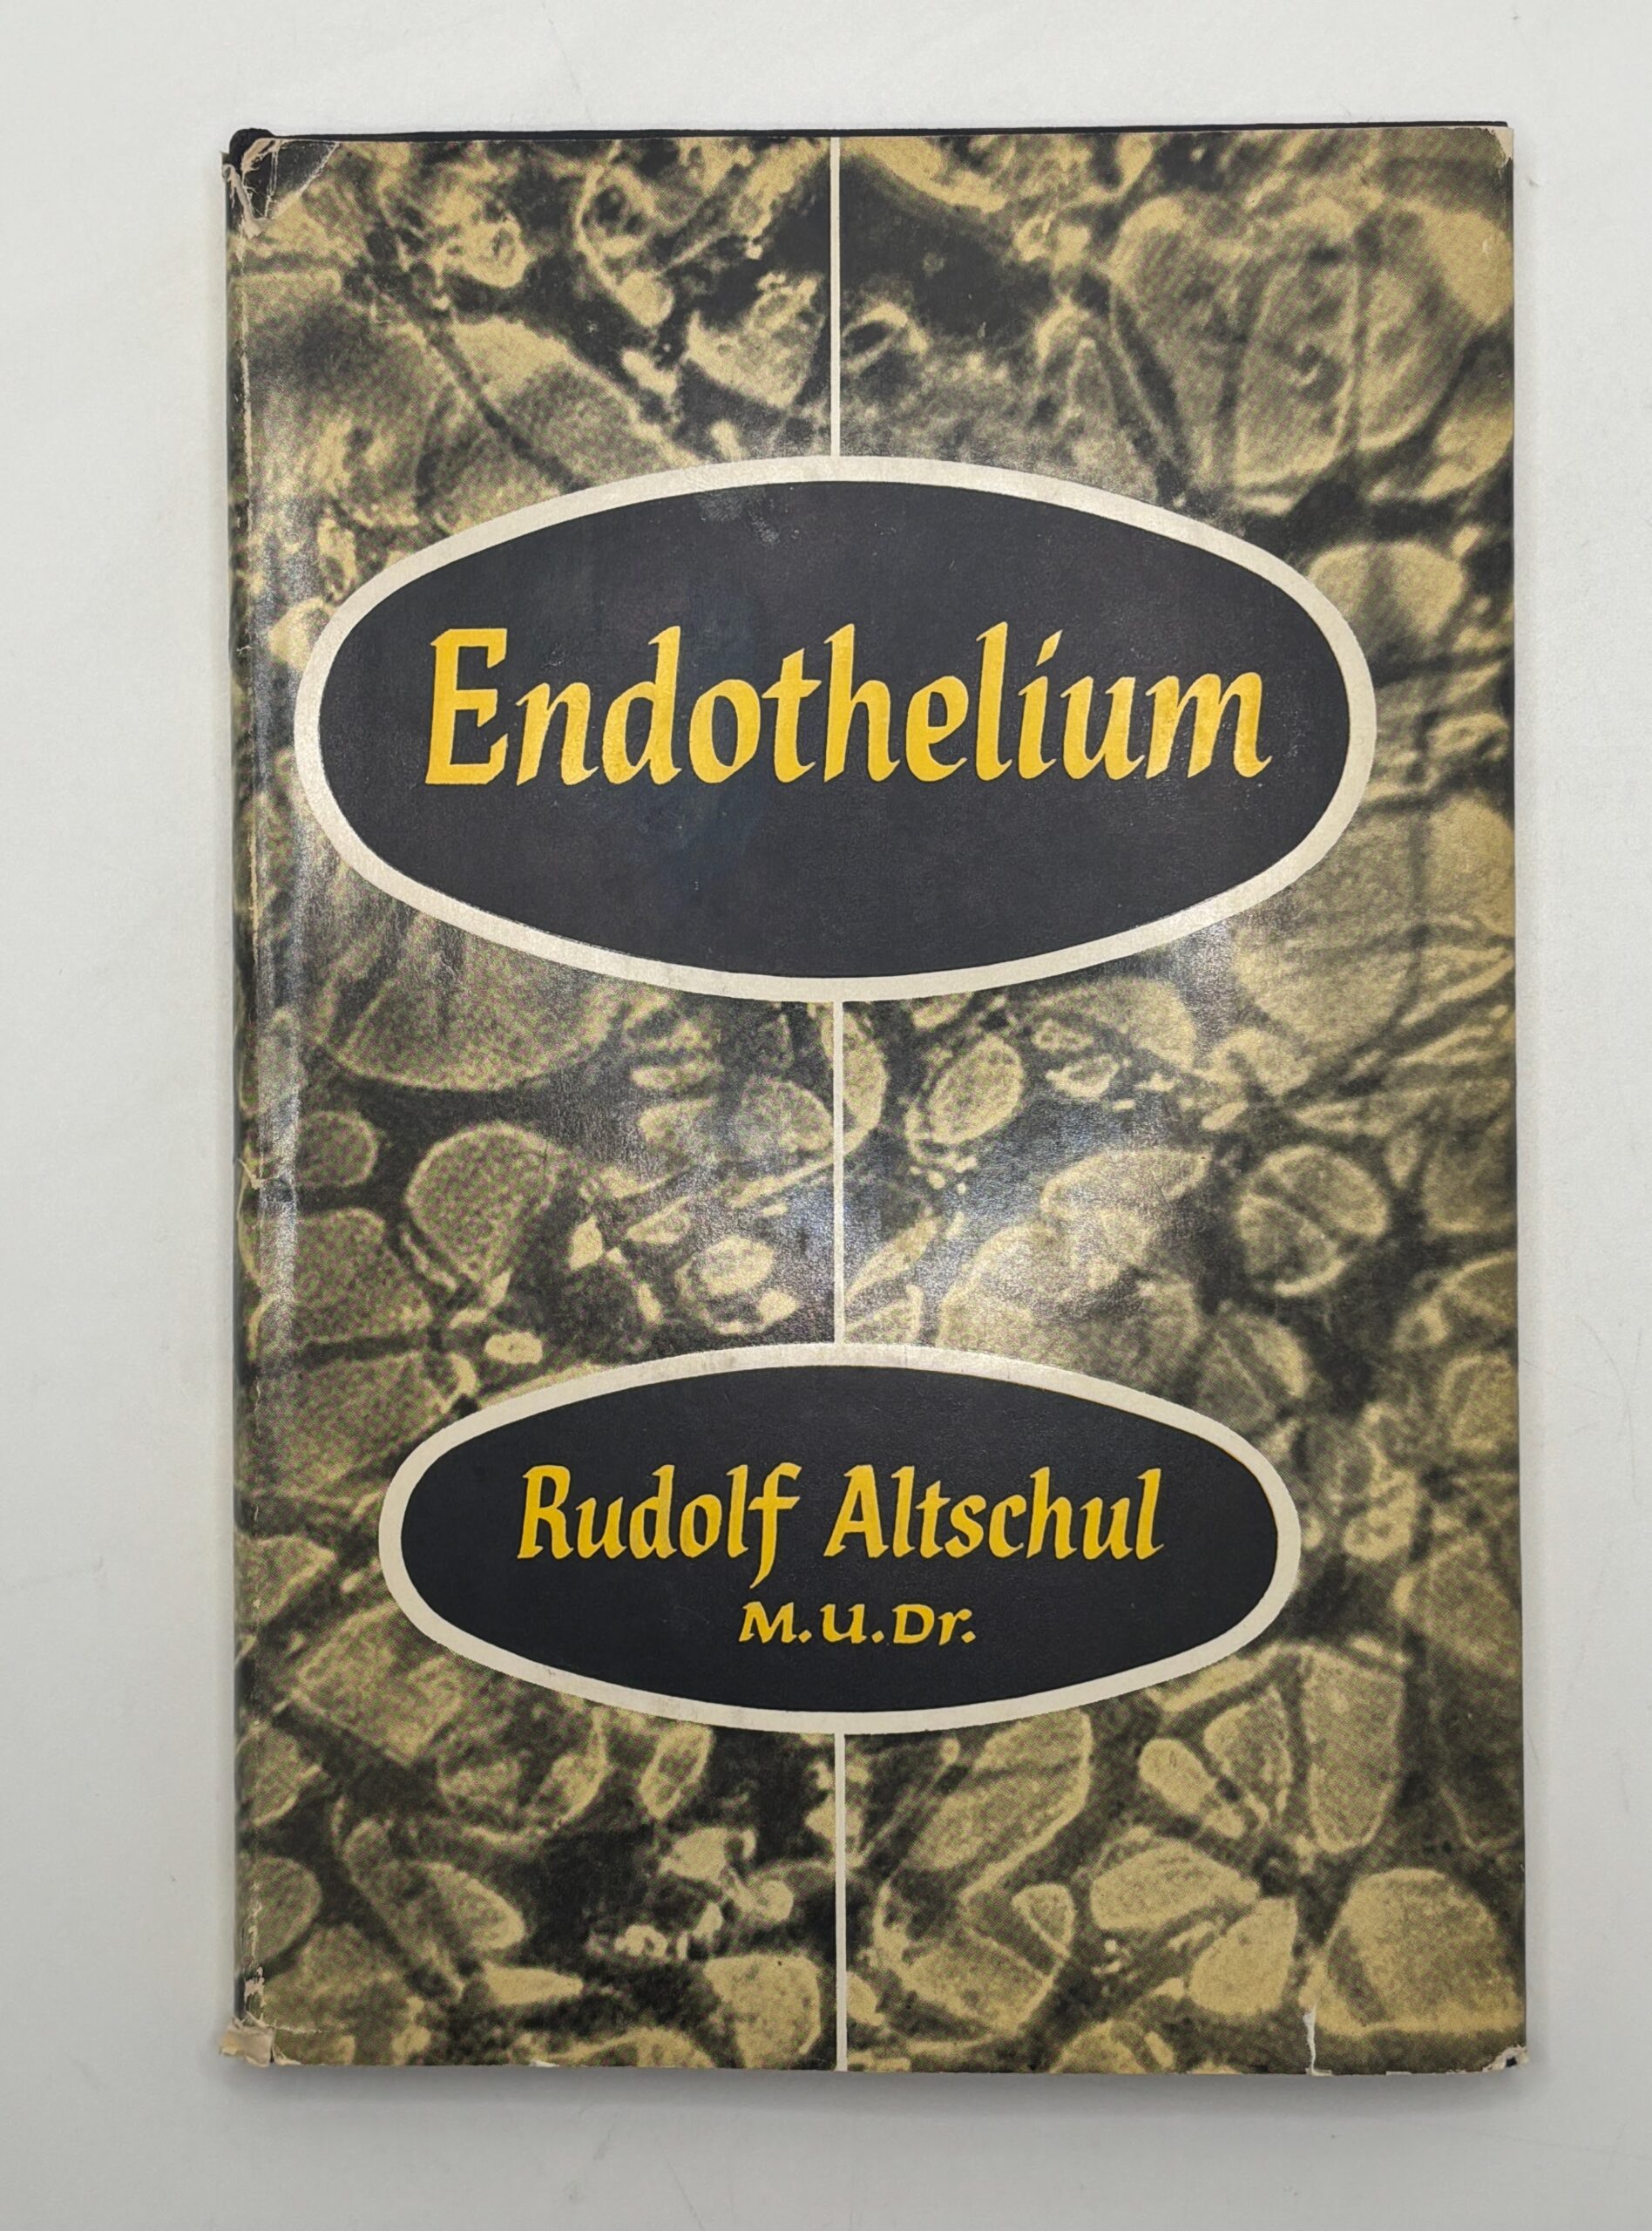 Endothelium
Rudolf Altschul
M.U.Dr.